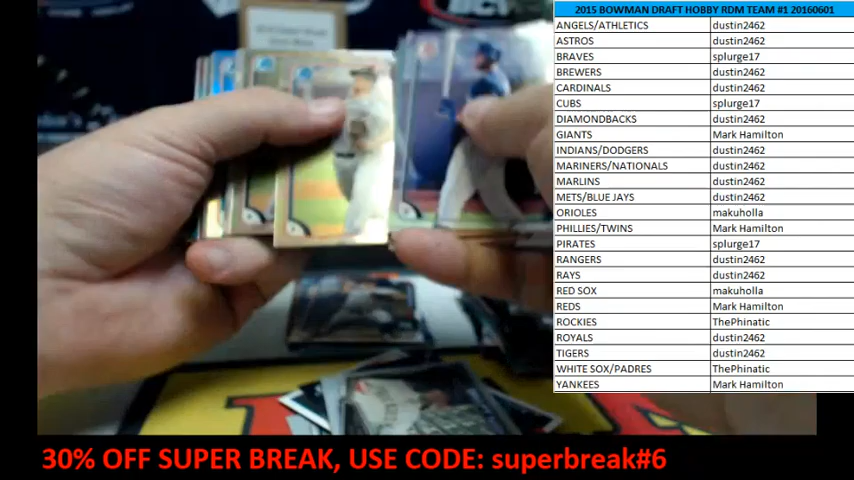 2015 BOWMAN DRAFT HOBBY RDM TEAM #1 20160601
ANGELS/ATHLETICS dustin2462
ASTROS dustin2462
BRAVES splurge17
BREWERS dustin2462
CARDINALS dustin2462
CUBS splurge17
DIAMONDBACKS dustin2462
GIANTS Mark Hamilton
INDIANS/DODGERS dustin2462
MARINERS/NATIONALS dustin2462
MARLINS dustin2462
METS/BLUE JAYS dustin2462
ORIOLES makuholla
PHILLIES/TWINS Mark Hamilton
PIRATES splurge17
RANGERS dustin2462
RAYS dustin2462
RED SOX makuholla
REDS Mark Hamilton
ROCKIES ThePhinatic
ROYALS dustin2462
TIGERS dustin2462
WHITE SOX/PADRES ThePhinatic
YANKEES Mark Hamilton
30% OFF SUPER BREAK, USE CODE: superbreak#6